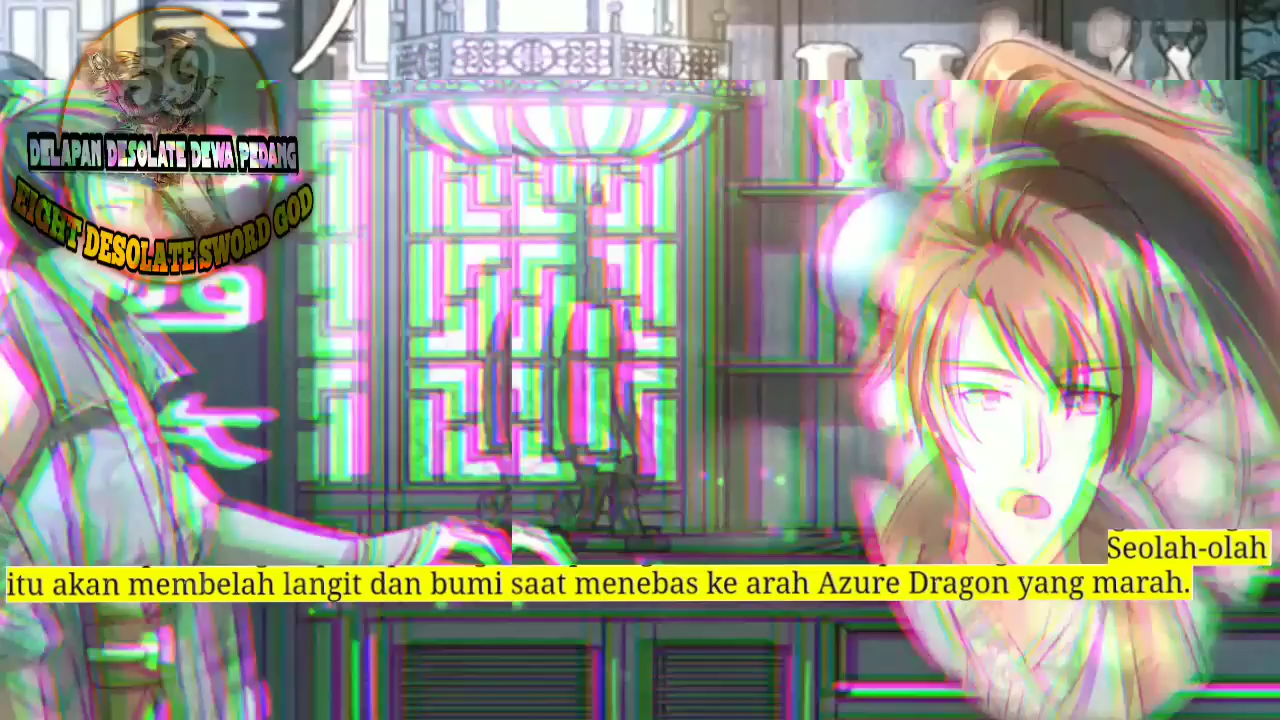 59
DELAPAN DESOLATE DEWA PEDANG
EIGHT DESOLATE SWORD GOD
Seolah-olah
itu akan membelah langit dan bumi saat menebas ke arah Azure Dragon yang marah.